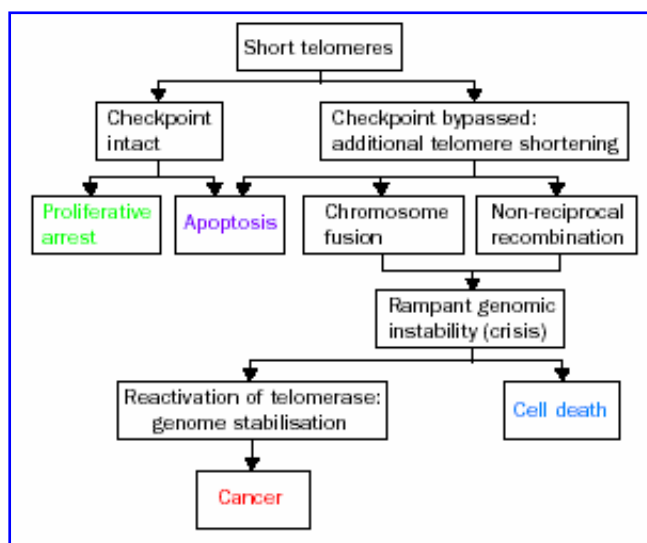 Short telomeres
Checkpoint
intact
Checkpoint bypassed:
additional telomere shortening
Proliferative
arrest
Apoptosis
Chromosome
fusion
Non-reciprocal
recombination
Rampant genomic
instability (crisis)
Reactivation of telomerase:
genome stabilisation
Cell death
Cancer